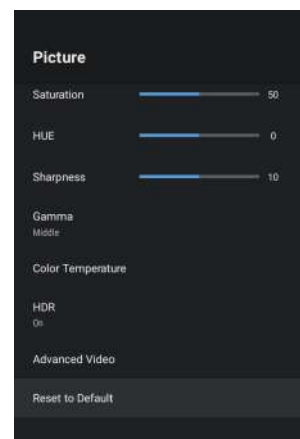 Picture
Saturation 50
HUE 0
Sharpness 10
Gamma
Middle
Color Temperature
HDR
On
Advanced Video
Reset to Default